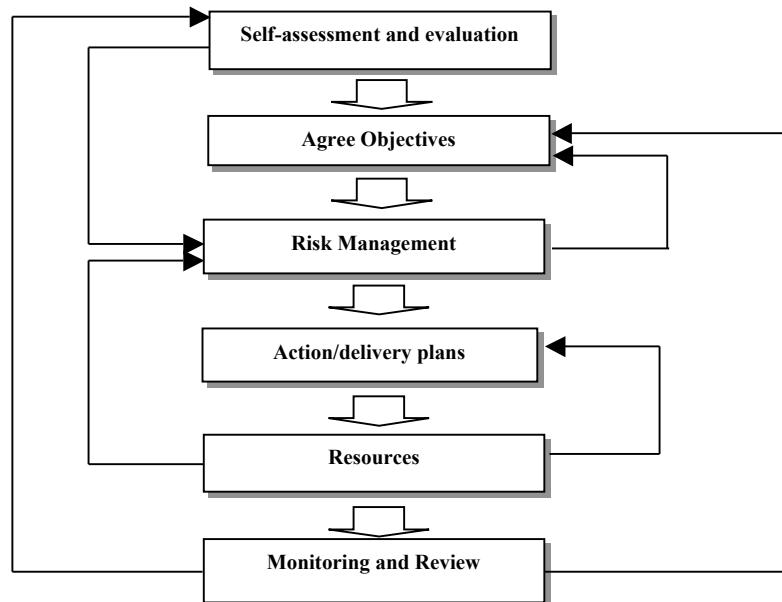 Self-assessment and evaluation
Agree Objectives
Risk Management
Action/delivery plans
Resources
Monitoring and Review